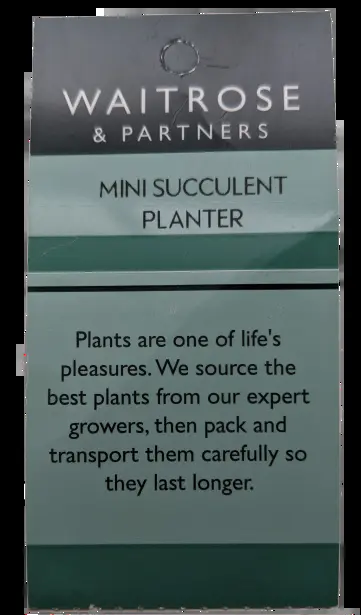 WAITROSE
& PARTNERS
MINI SUCCULENT
PLANTER
Plants are one of life's
pleasures. We source the
best plants from our expert
growers, then pack and
transport them carefully so
they last longer.